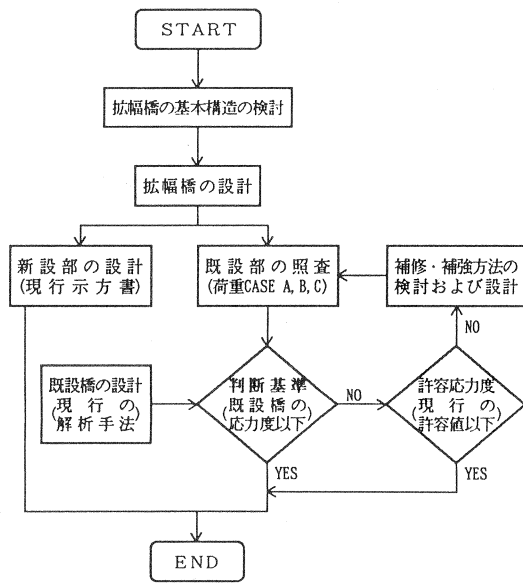 START
拡幅橋の基本構造の検討
拡幅橋の設計
新設部の設計
(現行示方書)
既設部の照査
(荷重CASE A, B, C)
補修・補強方法の
検討および設計
NO
既設橋の設計
(現行の
解析手法)
判断基準
(既設橋の
応力度以下)
NO
許容応力度
(現行の
許容値以下)
YES
YES
END